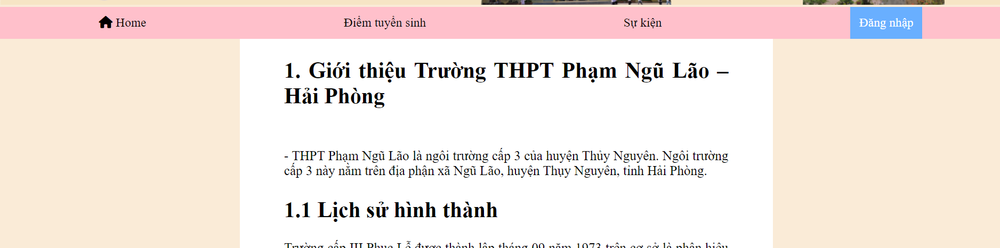 Home
Điểm tuyển sinh
Sự kiện
Đăng nhập
1. Giới thiệu Trường THPT Phạm Ngũ Lão –
Hải Phòng
- THPT Phạm Ngũ Lão là ngôi trường cấp 3 của huyện Thủy Nguyên. Ngôi trường
cấp 3 này nằm trên địa phận xã Ngũ Lão, huyện Thụy Nguyên, tỉnh Hải Phòng.
1.1 Lịch sử hình thành
Trường cấp III Phục Lễ được thành lập tháng 09 năm 1973 trên cơ sở là phân hiệu